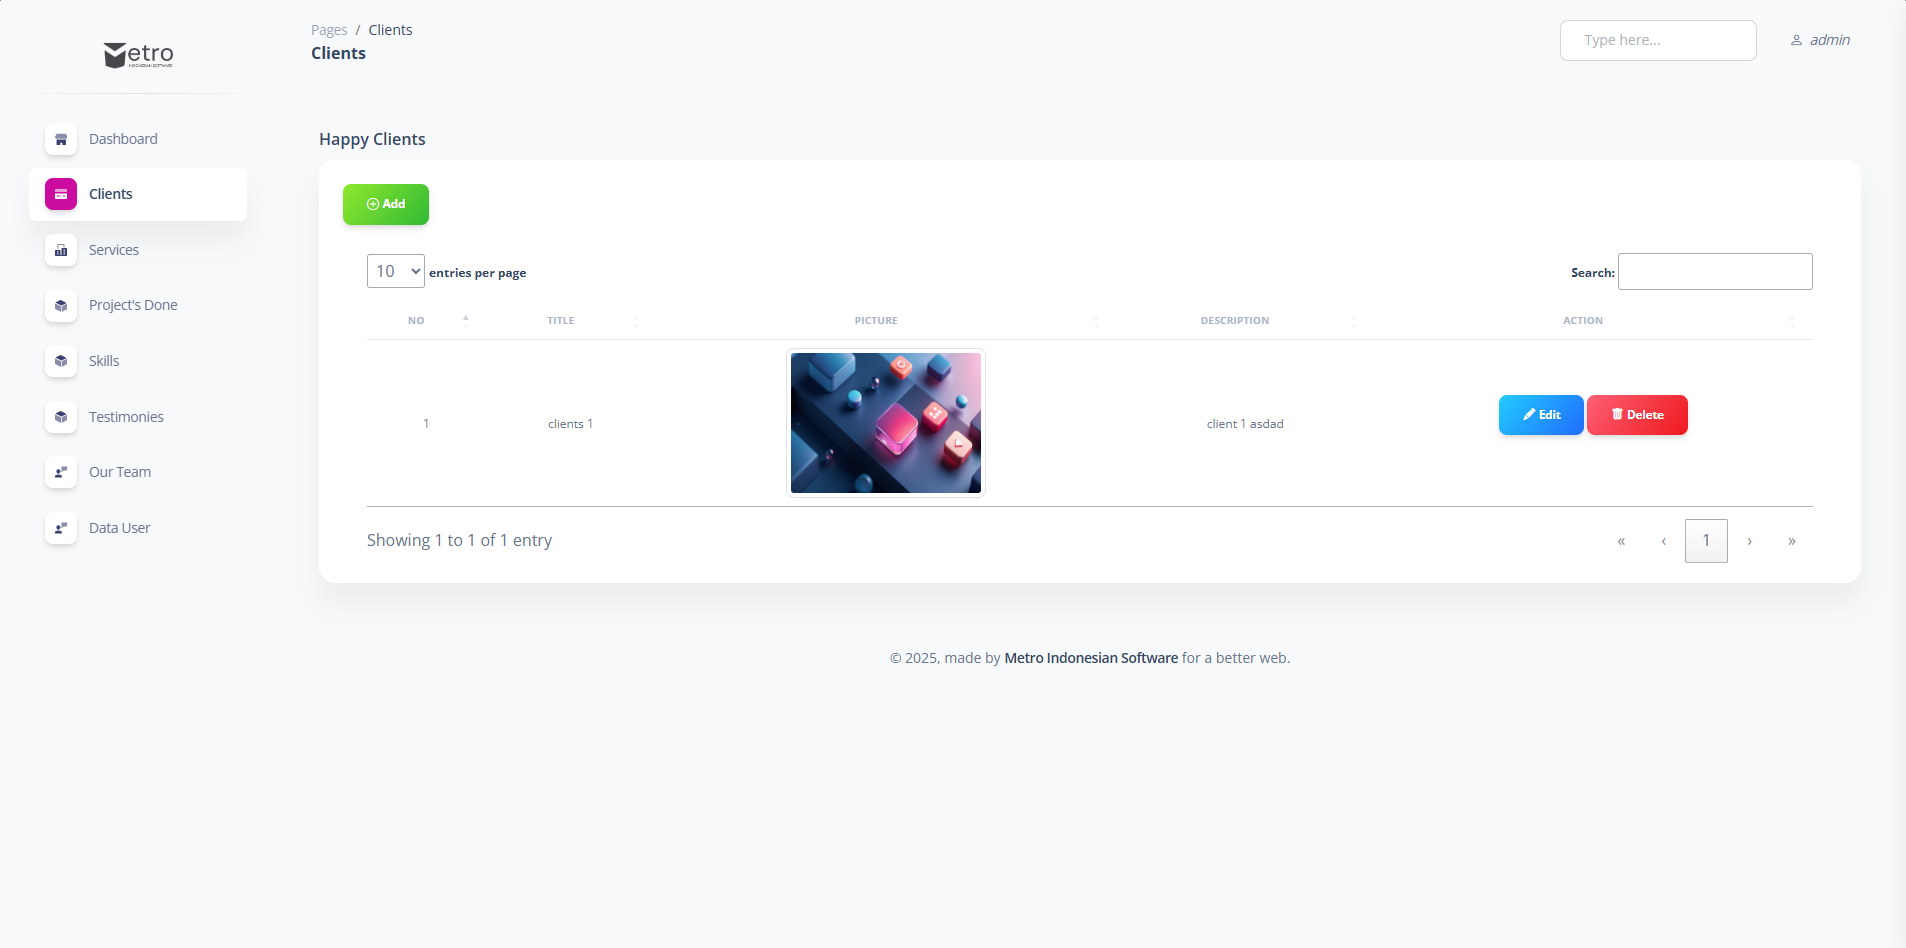 etro
INDONESIAN SOFTWARE
Dashboard
Clients
Services
Project's Done
Skills
Testimonies
Our Team
Data User
Pages / Clients
Clients
Type here...
admin
Happy Clients
Add
10 entries per page
Search:
NO TITLE PICTURE DESCRIPTION ACTION
1 clients 1 client 1 asdad Edit Delete
Showing 1 to 1 of 1 entry
« ‹ 1 › »
© 2025, made by Metro Indonesian Software for a better web.